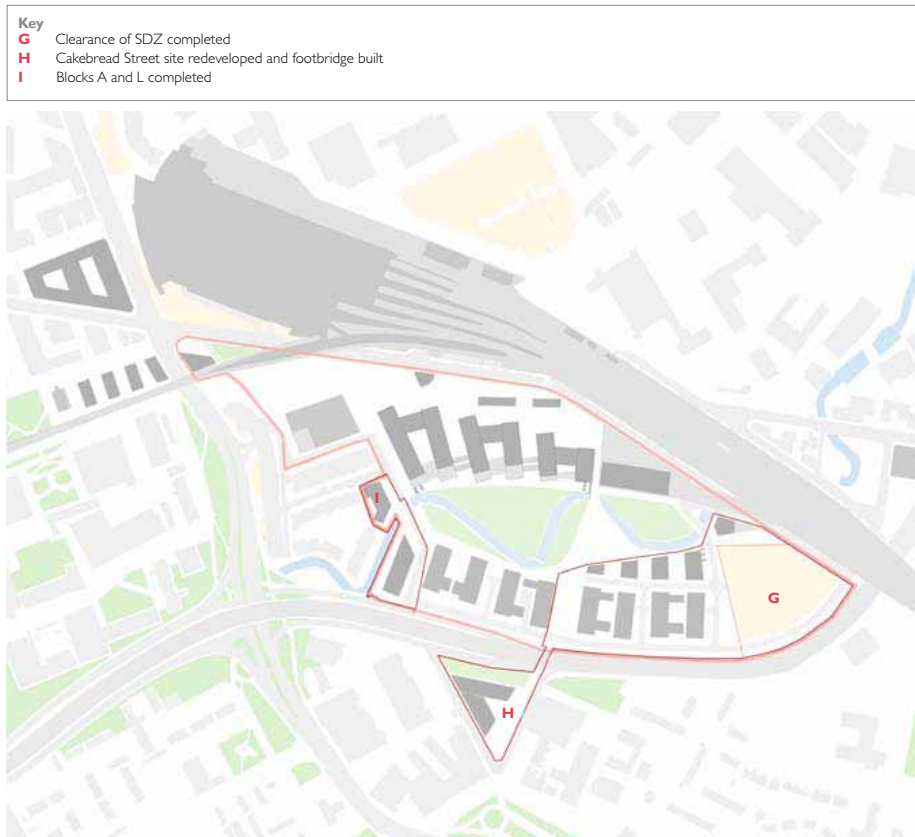 Key
G Clearance of SDZ completed
H Cakebread Street site redeveloped and footbridge built
I Blocks A and L completed
I
G
H